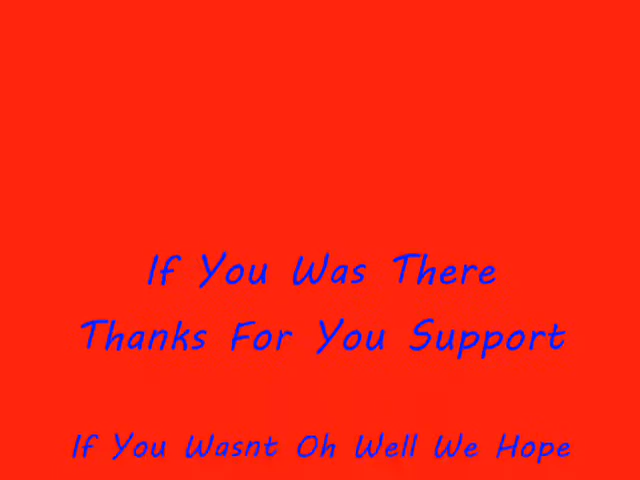 If You Was There
Thanks For You Support
If You Wasnt Oh Well We Hope